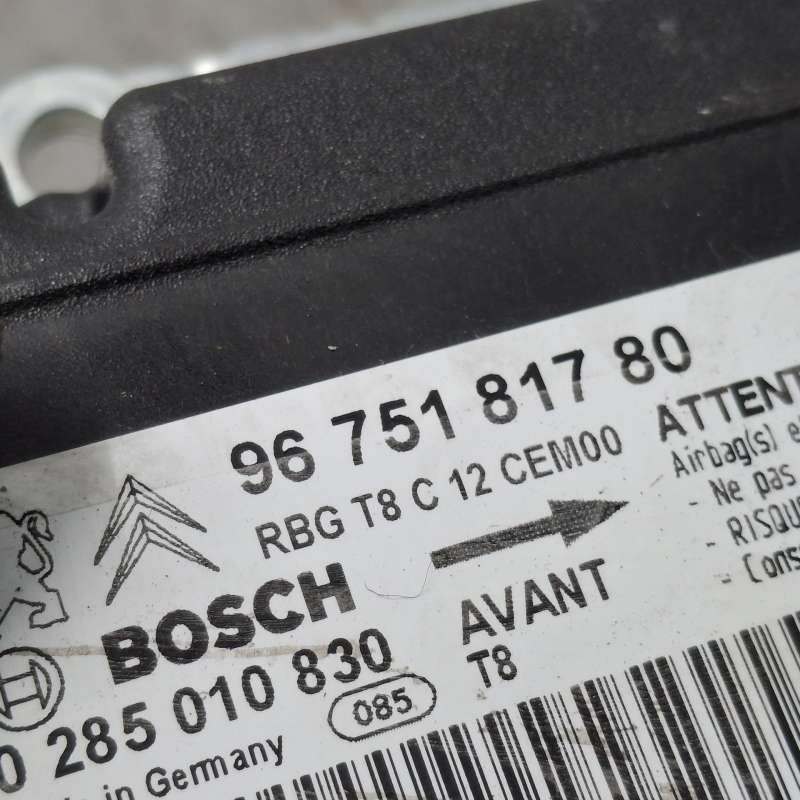 96 751 817 80
RBG T8 C 12 CEM00
BOSCH
AVANT
T8
0 285 010 830
085
in Germany
ATTENT
Airbag(s) e
- Ne pas
- RISQU
- Cons